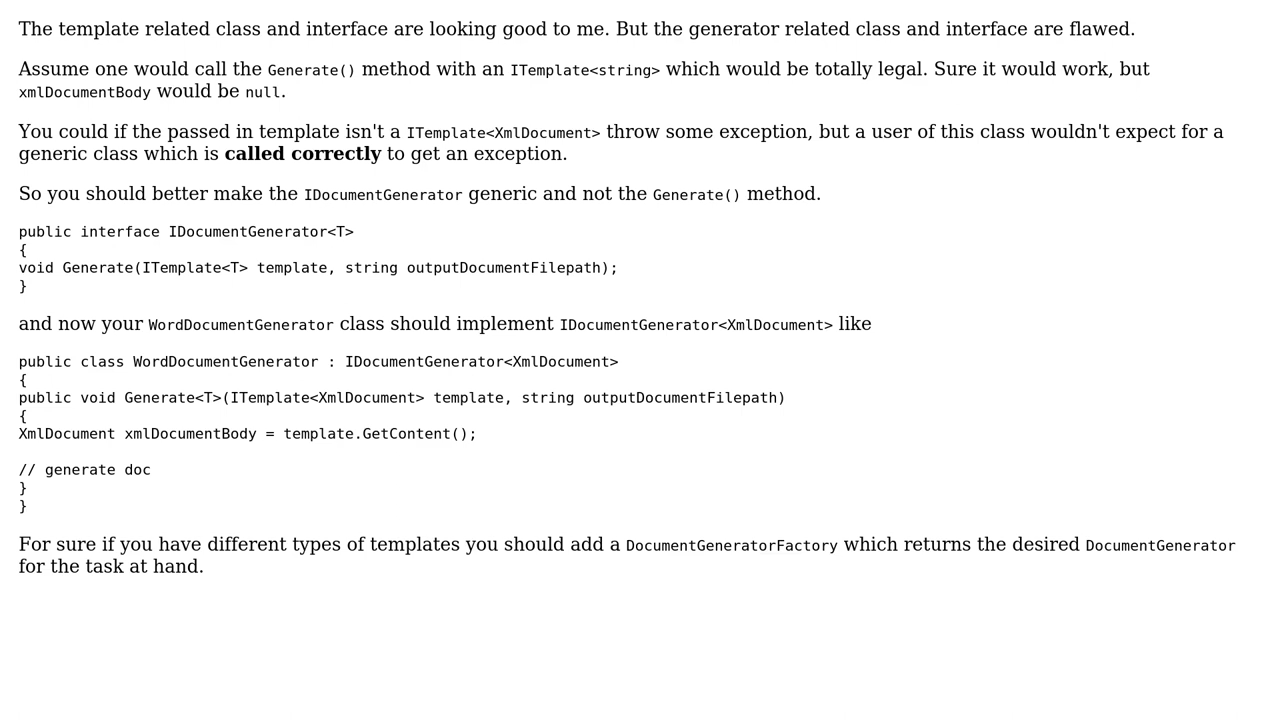 The template related class and interface are looking good to me. But the generator related class and interface are flawed.
Assume one would call the Generate() method with an ITemplate<string> which would be totally legal. Sure it would work, but
xmlDocumentBody would be null.
You could if the passed in template isn't a ITemplate<XmlDocument> throw some exception, but a user of this class wouldn't expect for a
generic class which is called correctly to get an exception.
So you should better make the IDocumentGenerator generic and not the Generate() method.
public interface IDocumentGenerator<T>
{
void Generate(ITemplate<T> template, string outputDocumentFilepath);
}
and now your WordDocumentGenerator class should implement IDocumentGenerator<XmlDocument> like
public class WordDocumentGenerator : IDocumentGenerator<XmlDocument>
{
public void Generate<T>(ITemplate<XmlDocument> template, string outputDocumentFilepath)
{
XmlDocument xmlDocumentBody = template.GetContent();
// generate doc
}
}
For sure if you have different types of templates you should add a DocumentGeneratorFactory which returns the desired DocumentGenerator
for the task at hand.